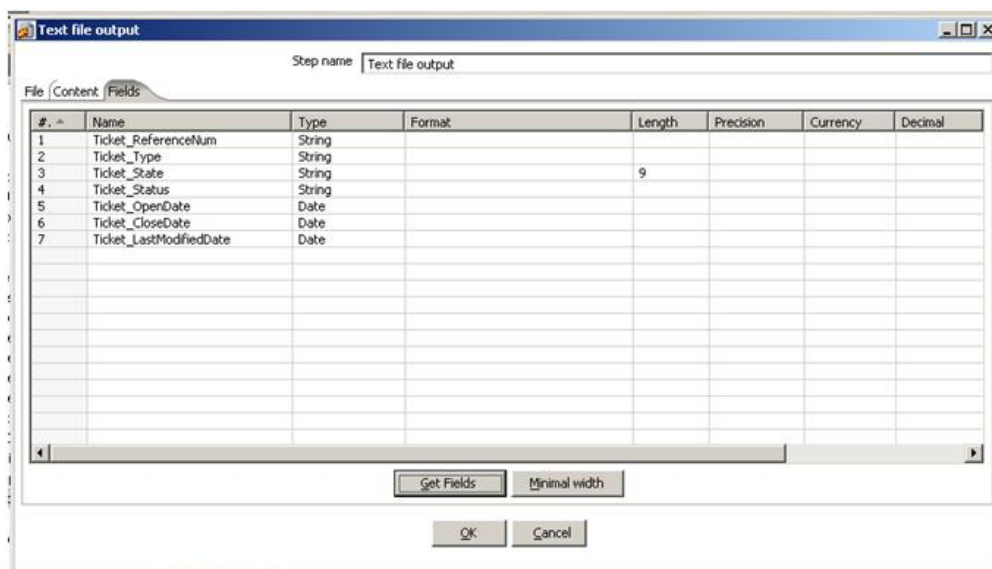 Text file output
Step name Text file output
File Content Fields
#. Name Type Format Length Precision Currency Decimal
1 Ticket_ReferenceNum String
2 Ticket_Type String
3 Ticket_State String 9
4 Ticket_Status String
5 Ticket_OpenDate Date
6 Ticket_CloseDate Date
7 Ticket_LastModifiedDate Date
Get Fields Minimal width
OK Cancel